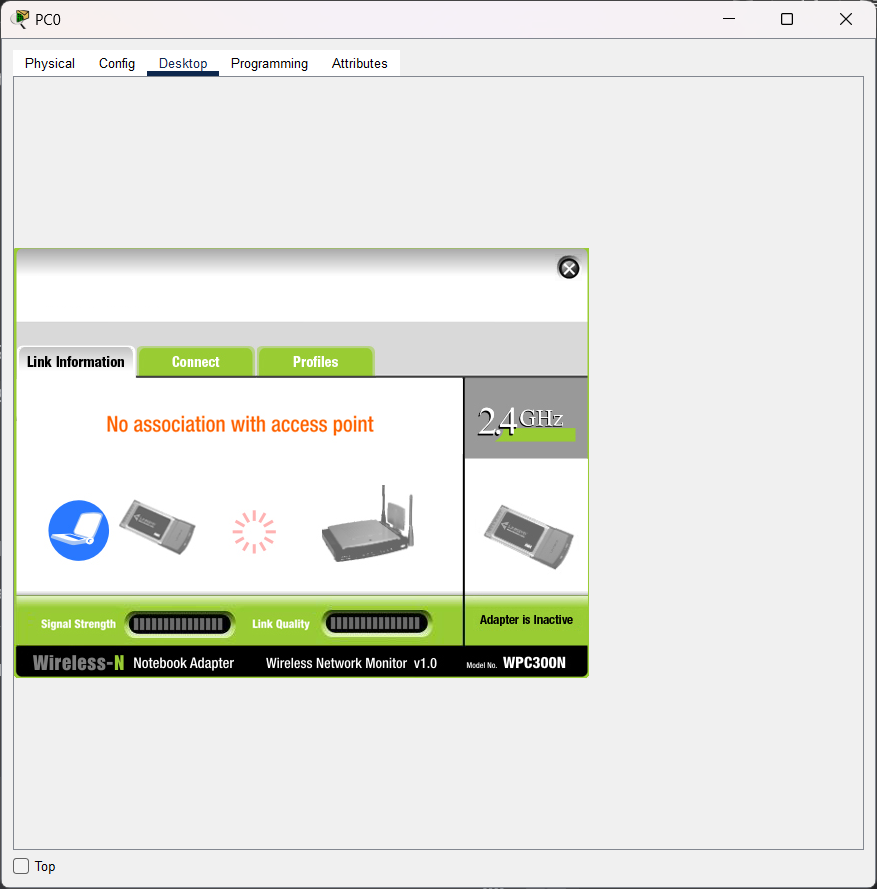 PC0
Physical Config Desktop Programming Attributes
Link Information Connect Profiles
No association with access point
2.4GHz
Signal Strength Link Quality Adapter is Inactive
Wireless-N Notebook Adapter Wireless Network Monitor v1.0 Model No. WPC300N
Top